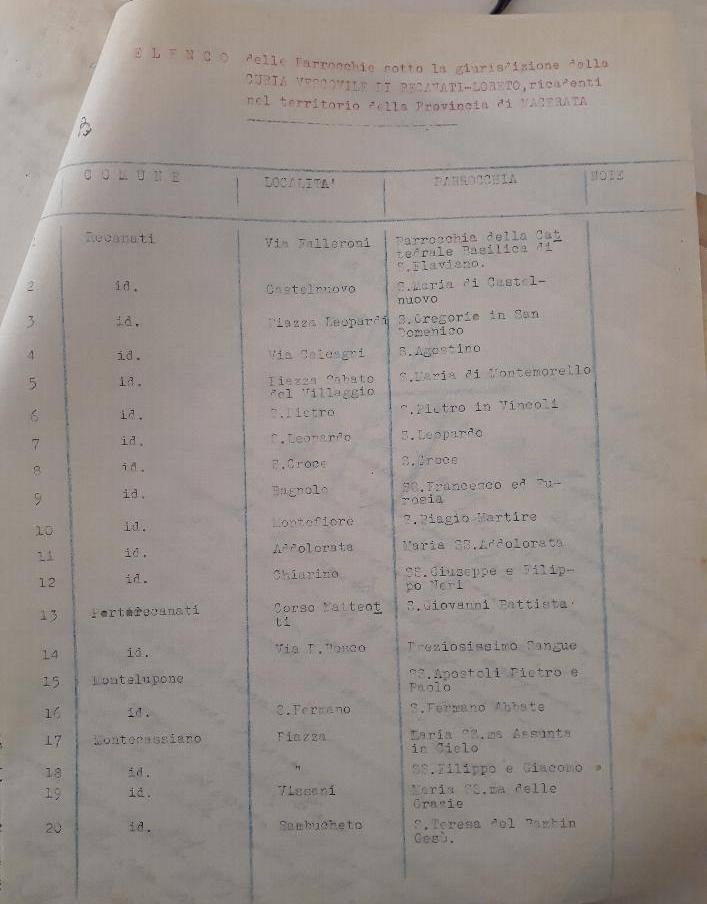 ELENCO delle Parrocchie sotto la giurisdizione della
CURIA VESCOVILE DI RECANATI-LORETO, ricadenti
nel territorio della Provincia di MACERATA
COMUNE LOCALITA' PARROCCHIA NOTE
1 Recanati Via Falleroni Parrocchia della Cat
tedrale Basilica di
S.Flaviano.
2 id. Castelnuovo S.Maria di Castel-
nuovo
3 id. Piazza Leopardi S.Gregorio in San
Domenico
4 id. Via Calcagni S.Agostino
5 id. Piazza Sabato S.Maria di Montemorello
del Villaggio
6 id. S.Pietro S.Pietro in Vincoli
7 id. S.Leopardo S.Leopardo
8 id. S.Croce S.Croce
9 id. Bagnolo SS.Francesco ed Eu-
rosia
10 id. Montefiore S.Biagio Martire
11 id. Addolorata Maria SS.Addolorata
12 id. Chiarino SS.Giuseppe e Filip-
po Neri
13 Portorecanati Corso Matteot S.Giovanni Battista
ti
14 id. Via D.Bosco Preziosissimo Sangue
15 Montelupone SS.Apostoli Pietro e
Paolo
16 id. S.Fermano S.Fermano Abbate
17 Montecassiano Piazza Maria SS.ma Assunta
in Cielo
18 id. " SS.Filippo e Giacomo
19 id. Vissani Maria SS.ma delle
Grazie
20 id. Sambucheto S.Teresa del Bambin
Gesù.